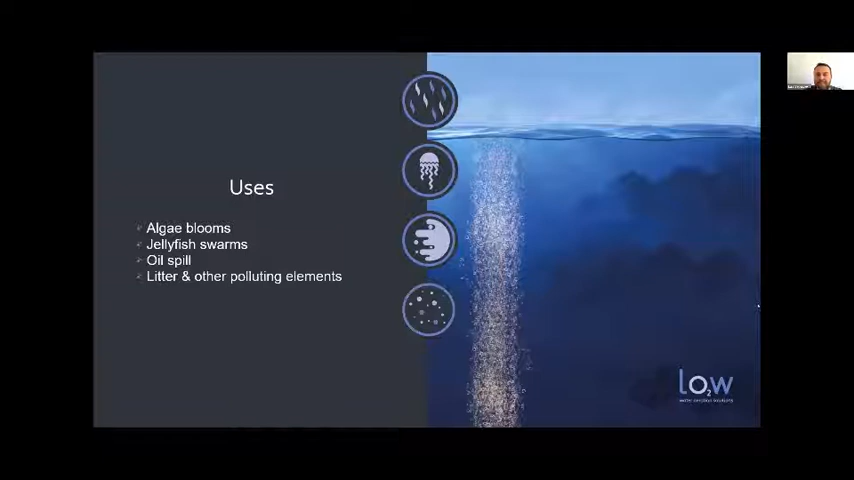 Uses
Algae blooms
Jellyfish swarms
Oil spill
Litter & other polluting elements
lo2w